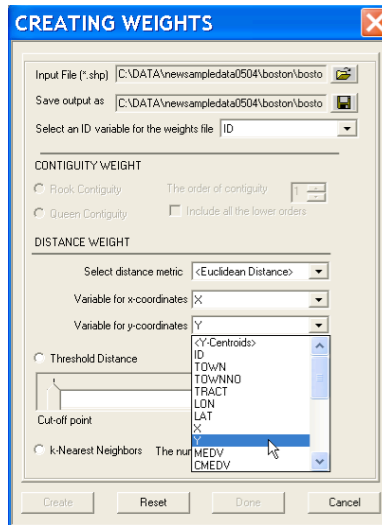 CREATING WEIGHTS
Input File (*.shp) C:\DATA\newsampledata0504\boston\bosto
Save output as C:\DATA\newsampledata0504\boston\bosto
Select an ID variable for the weights file ID
CONTIGUITY WEIGHT
Rook Contiguity The order of contiguity 1
Queen Contiguity Include all the lower orders
DISTANCE WEIGHT
Select distance metric <Euclidean Distance>
Variable for x-coordinates X
Variable for y-coordinates Y
<Y-Centroids>
ID
TOWN
TOWNNO
TRACT
LON
LAT
X
Y
MEDV
CMEDV
Threshold Distance
Cut-off point
k-Nearest Neighbors The
Create Reset Done Cancel